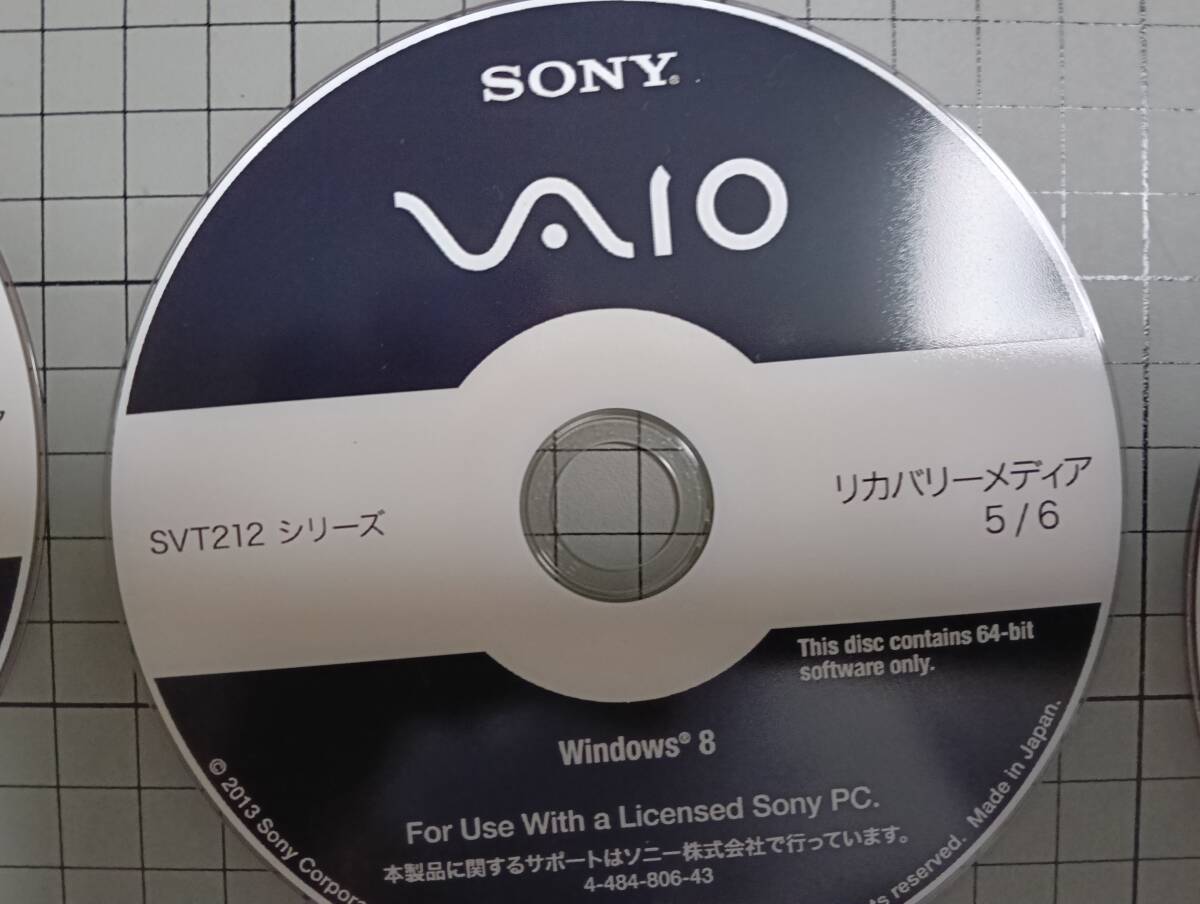 SONY®
VAIO
SVT212 シリーズ
リカバリーメディア
5/6
This disc contains 64-bit
software only.
Windows® 8
For Use With a Licensed Sony PC.
本製品に関するサポートはソニー株式会社で行っています。
4-484-806-43
© 2013 Sony
reserved. Made in Japan.